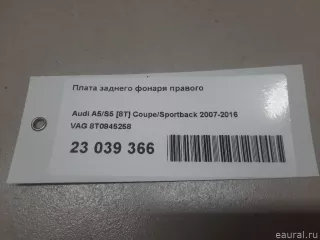 Плата заднего фонаря правого
Audi A5/S5 [8T] Coupe/Sportback 2007-2016
VAG 8T0945258
23 039 366
eaural.ru